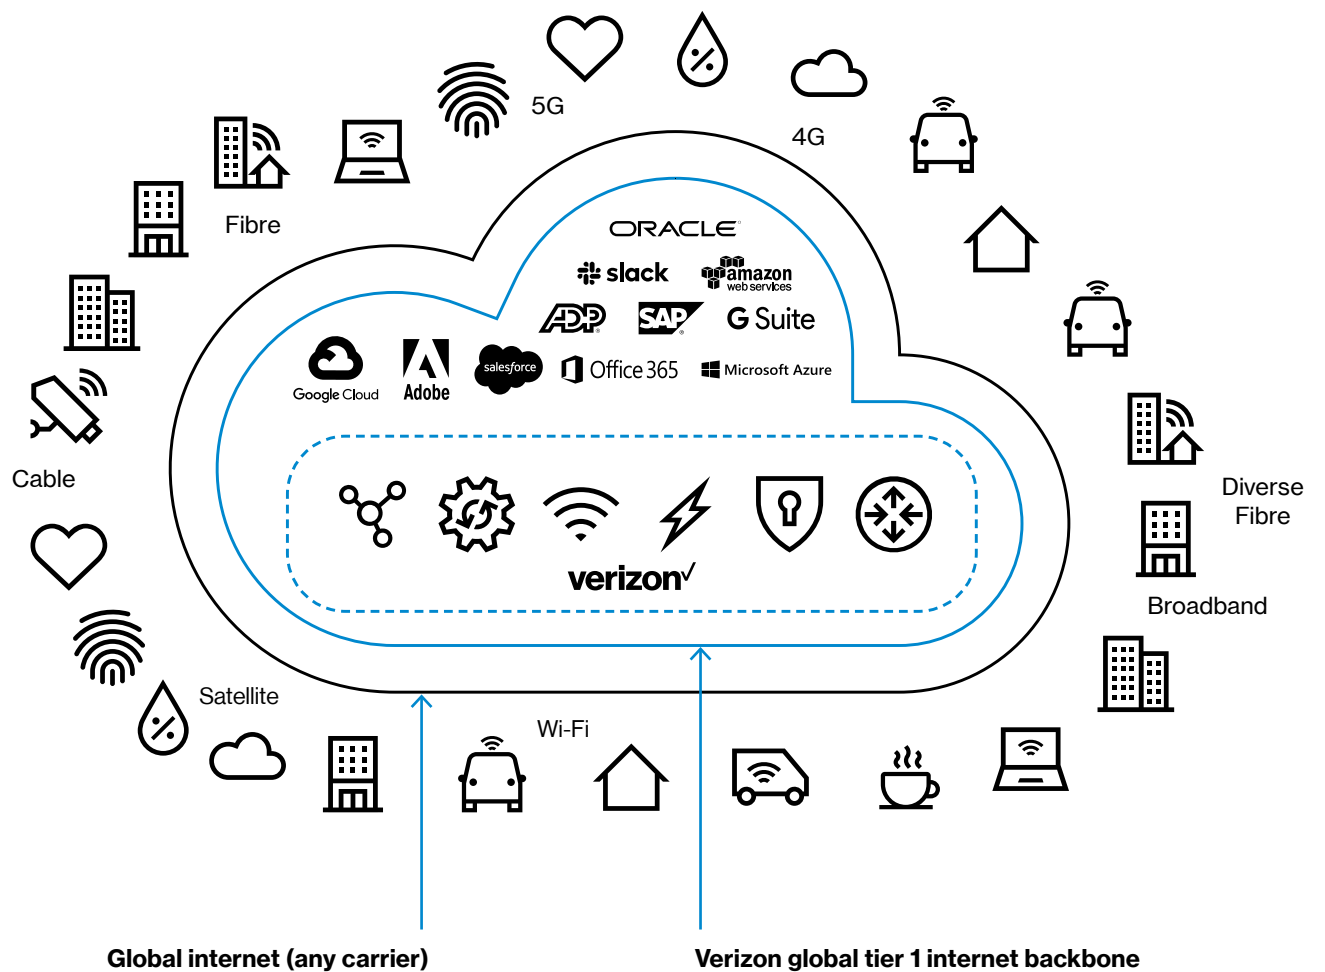 5G
4G
Fibre
ORACLE
slack
amazon
web services
ADP
SAP
G Suite
Google Cloud
Adobe
salesforce
Office 365
Microsoft Azure
Cable
Diverse
Fibre
verizon
Broadband
Satellite
Wi-Fi
Global internet (any carrier)
Verizon global tier 1 internet backbone